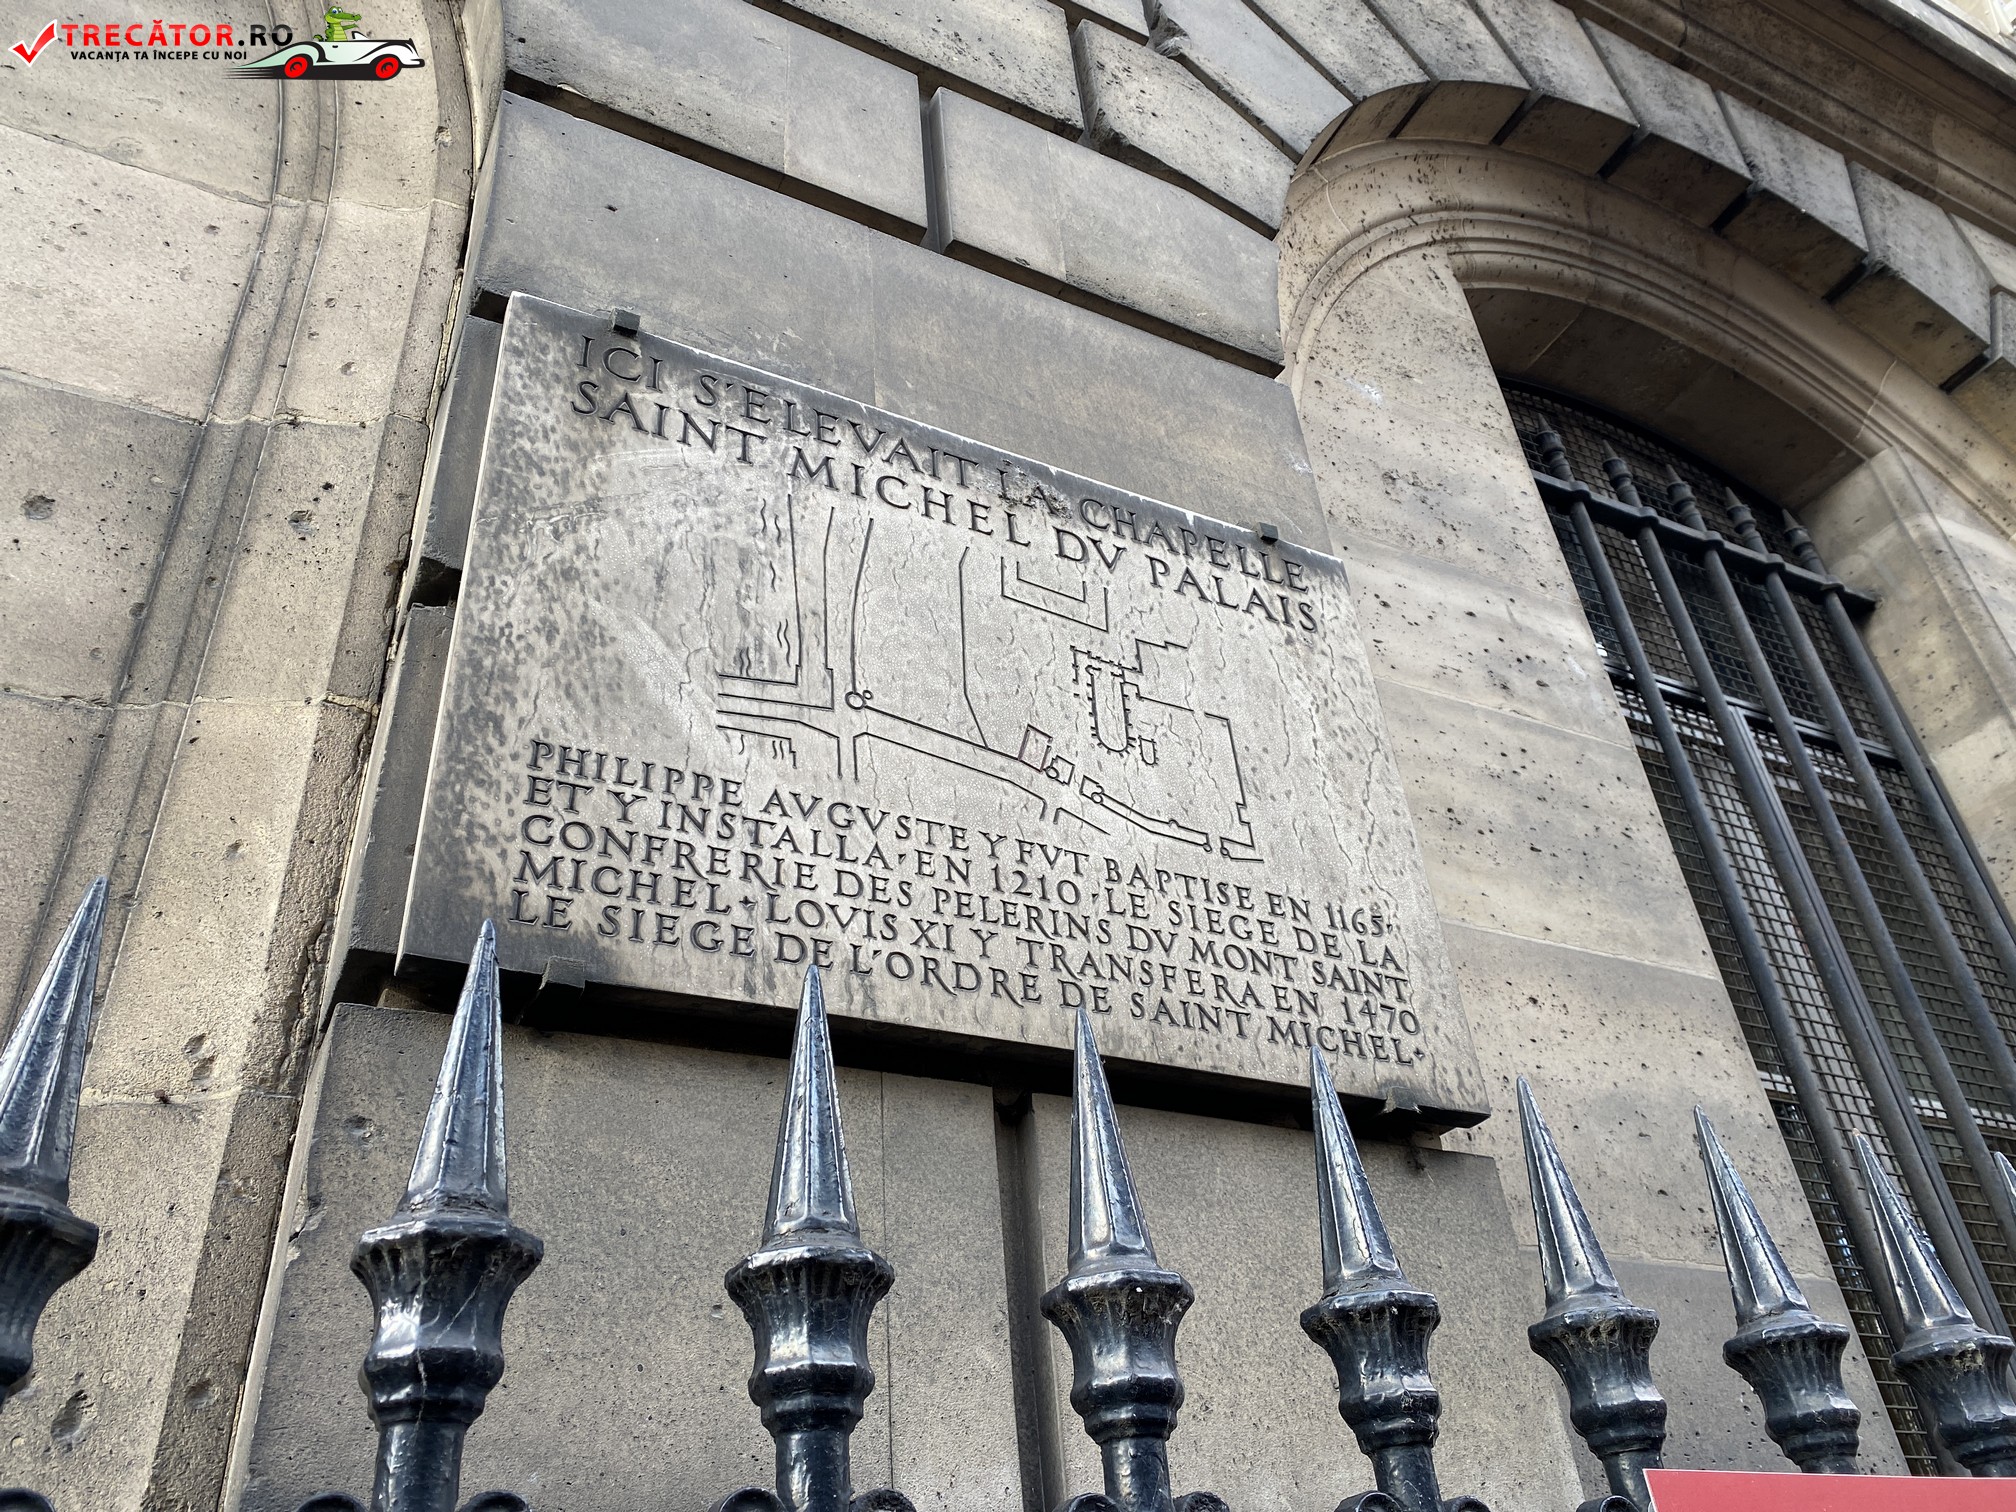 TRECĂTOR.RO
VACANȚA TA ÎNCEPE CU NOI
ICI S'ELEVAIT LA CHAPELLE
SAINT MICHEL DV PALAIS
PHILIPPE AVGVSTE Y FVT BAPTISE EN 1165,
ET Y INSTALLA, EN 1210, LE SIEGE DE LA
CONFRERIE DES PELERINS DV MONT SAINT
MICHEL. LOVIS XI Y TRANSFERA EN 1470
LE SIEGE DE L'ORDRE DE SAINT MICHEL.